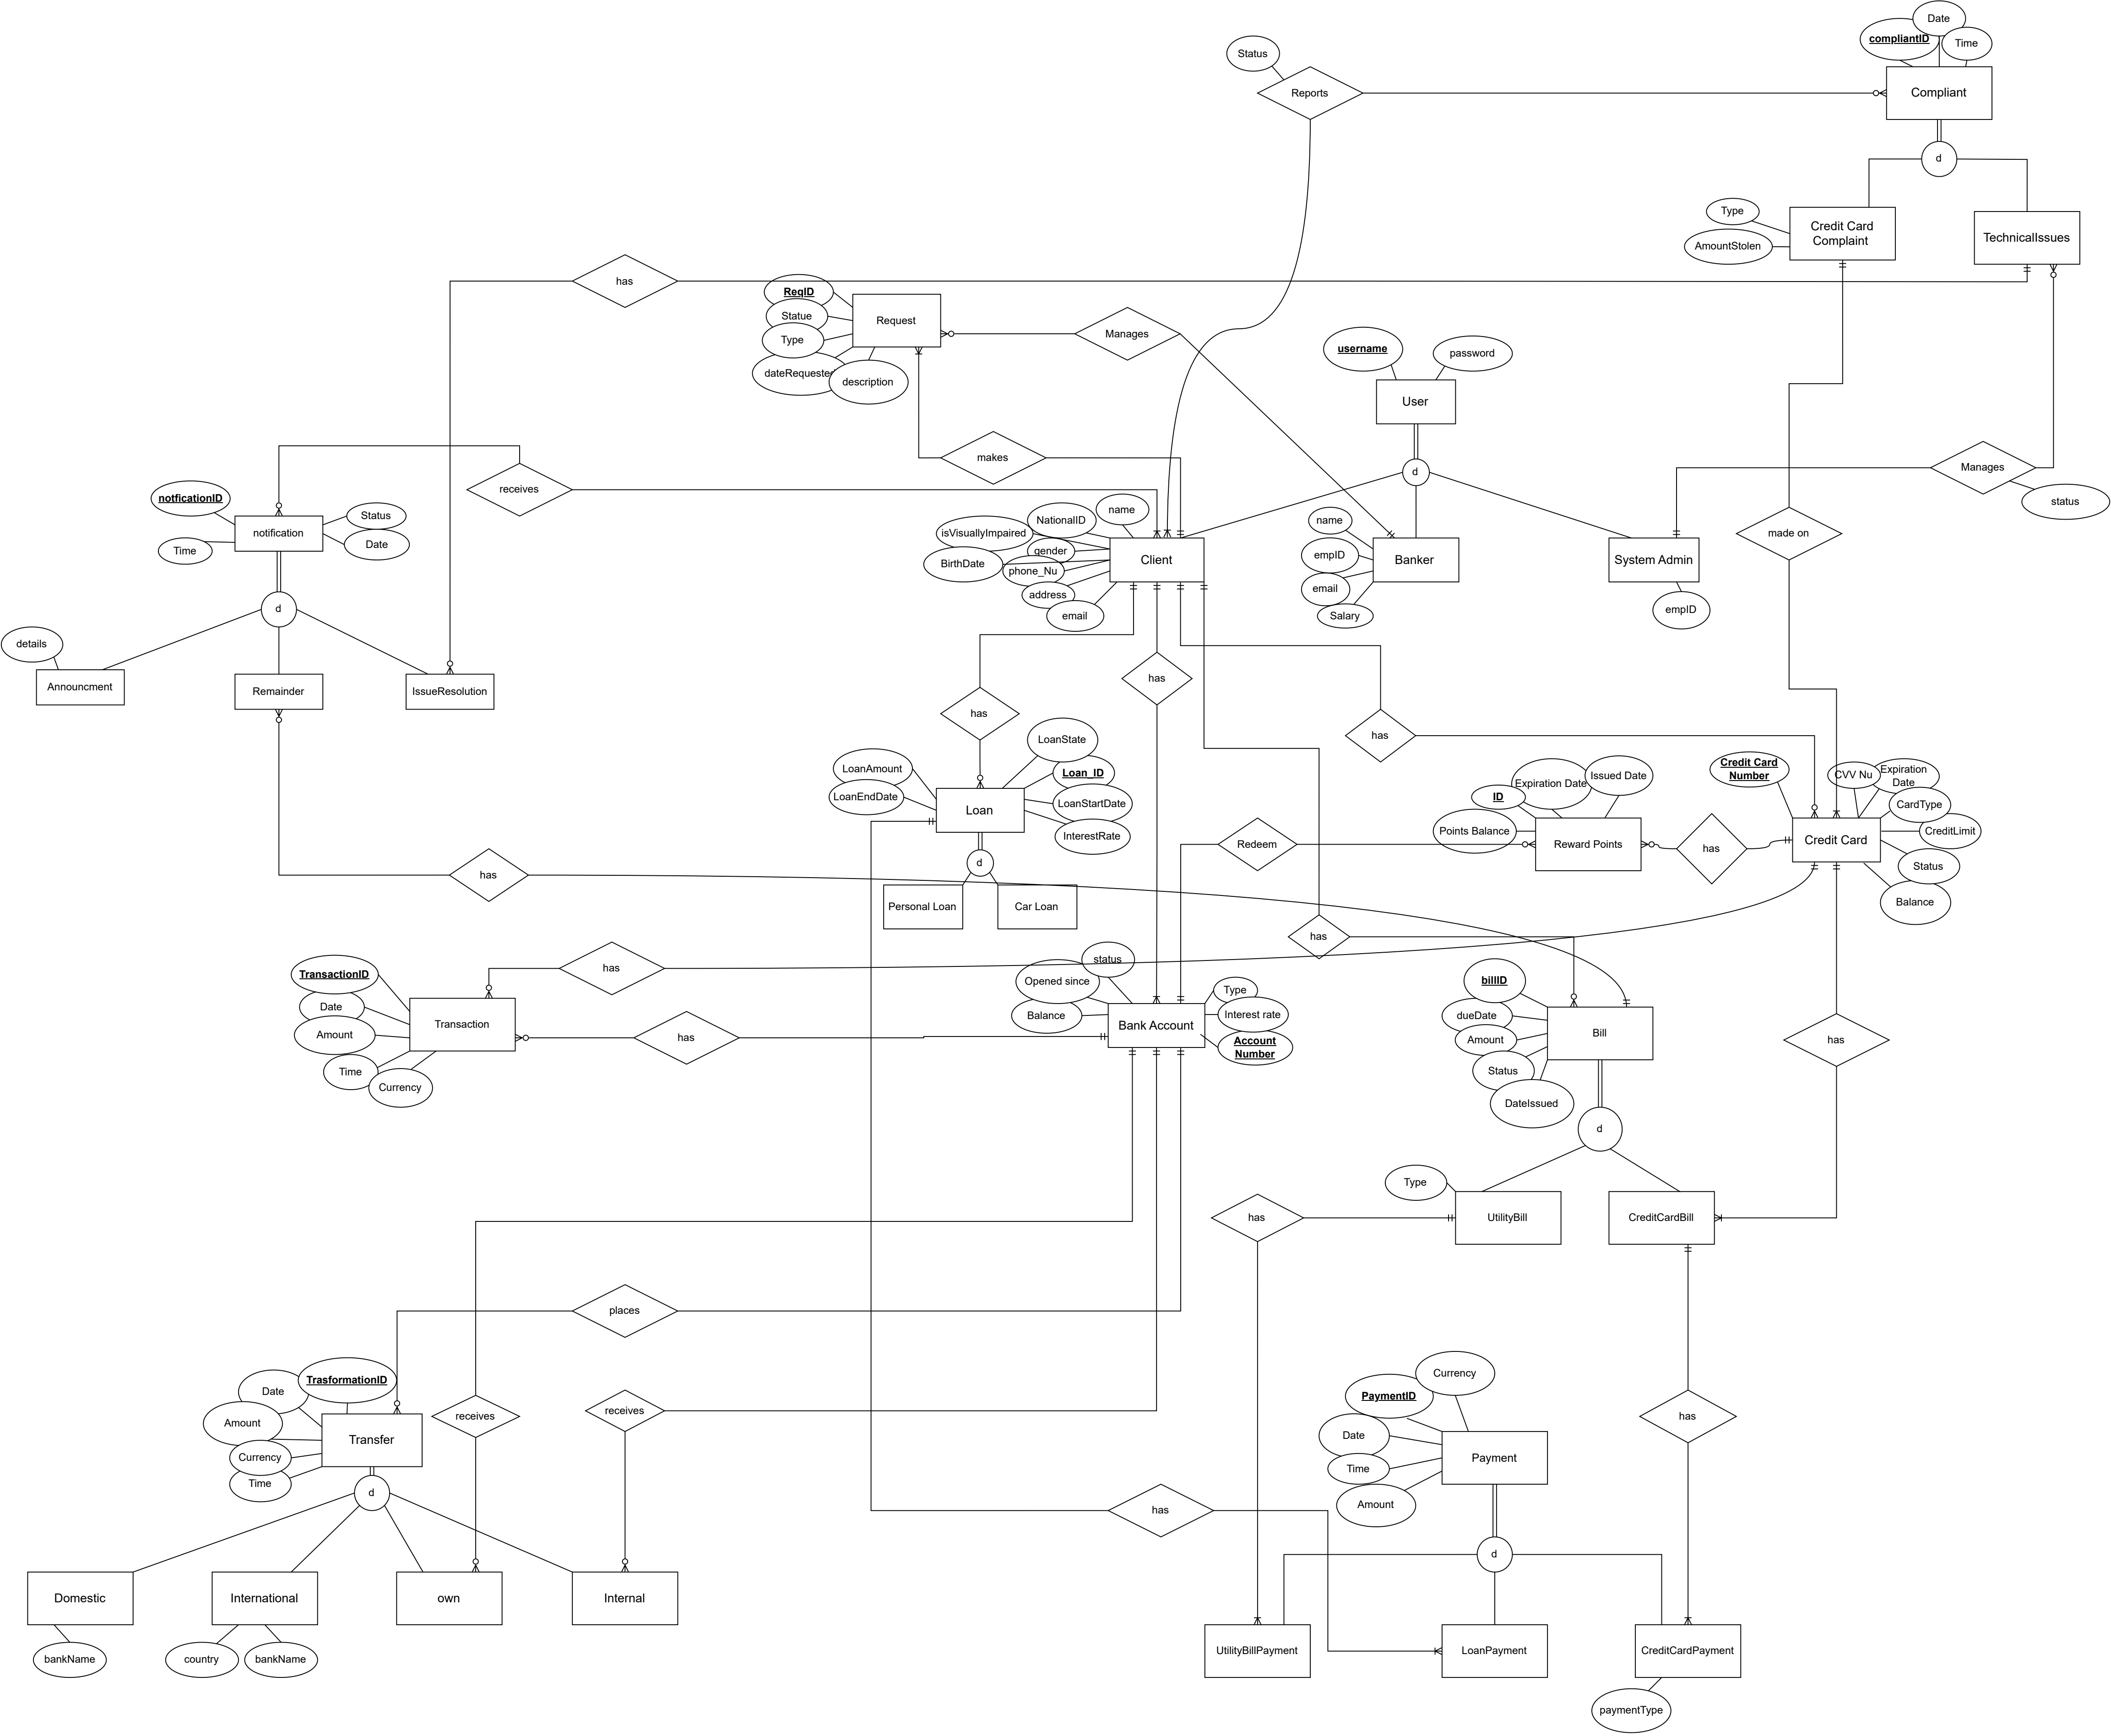 Date
compliantID
Time
Status
Reports
Compliant
d
Type
Credit Card
Complaint
TechnicalIssues
AmountStolen
has
ReqID
Statue
Request
Type
dateRequested
description
Manages
username
password
User
makes
d
Manages
status
receives
notficationID
Status
notification
Time
Date
name
NationalID
isVisuallyImpaired
gender
BirthDate
phone_Nu
address
email
Client
name
empID
email
Salary
Banker
System Admin
empID
made on
d
details
Announcment
Remainder
IssueResolution
has
has
has
LoanState
LoanAmount
Loan_ID
LoanEndDate
LoanStartDate
Loan
InterestRate
d
Personal Loan
Car Loan
Redeem
Expiration Date
Issued Date
ID
Points Balance
Reward Points
has
Credit Card
Number
CVV Nu
Expiration
Date
CardType
CreditLimit
Credit Card
Status
Balance
has
has
has
TransactionID
Date
Amount
Transaction
Time
Currency
has
status
Opened since
Balance
Type
Interest rate
Bank Account
Account
Number
billID
dueDate
Amount
Bill
Status
DateIssued
has
d
Type
has
UtilityBill
CreditCardBill
places
Date
TrasformationID
Amount
Currency
Time
Transfer
receives
receives
Currency
PaymentID
Date
Time
Amount
Payment
has
d
has
d
Domestic
International
own
Internal
bankName
country
bankName
UtilityBillPayment
LoanPayment
CreditCardPayment
paymentType